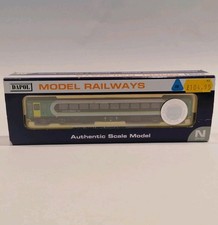 DAPOL
MODEL RAILWAYS
Authentic Scale Model
N